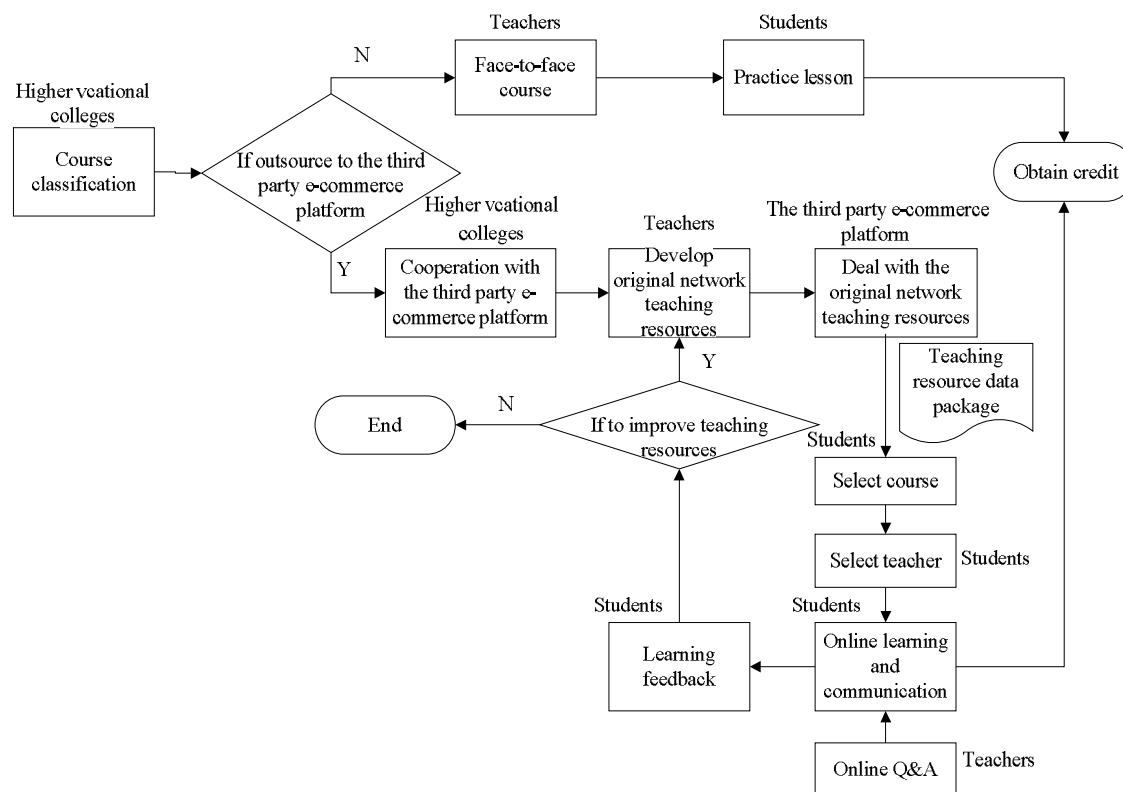 Teachers
Students
N
Face-to-face
course
Practice lesson
Higher vcational
colleges
Course
classification
If outsource to the third
party e-commerce
platform
Obtain credit
Higher vcational
colleges
Teachers
The third party e-commerce
platform
Y
Cooperation with
the third party e-
commerce platform
Develop
original network
teaching
resources
Deal with the
original network
teaching resources
Y
Teaching
resource data
package
N
End
If to improve teaching
resources
Students
Select course
Select teacher
Students
Students
Students
Learning
feedback
Online learning
and
communication
Online Q&A
Teachers